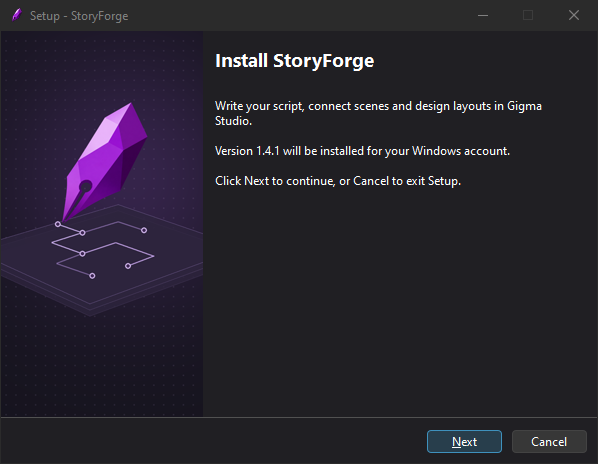 Setup - StoryForge
Install StoryForge
Write your script, connect scenes and design layouts in Gigma
Studio.
Version 1.4.1 will be installed for your Windows account.
Click Next to continue, or Cancel to exit Setup.
Next
Cancel